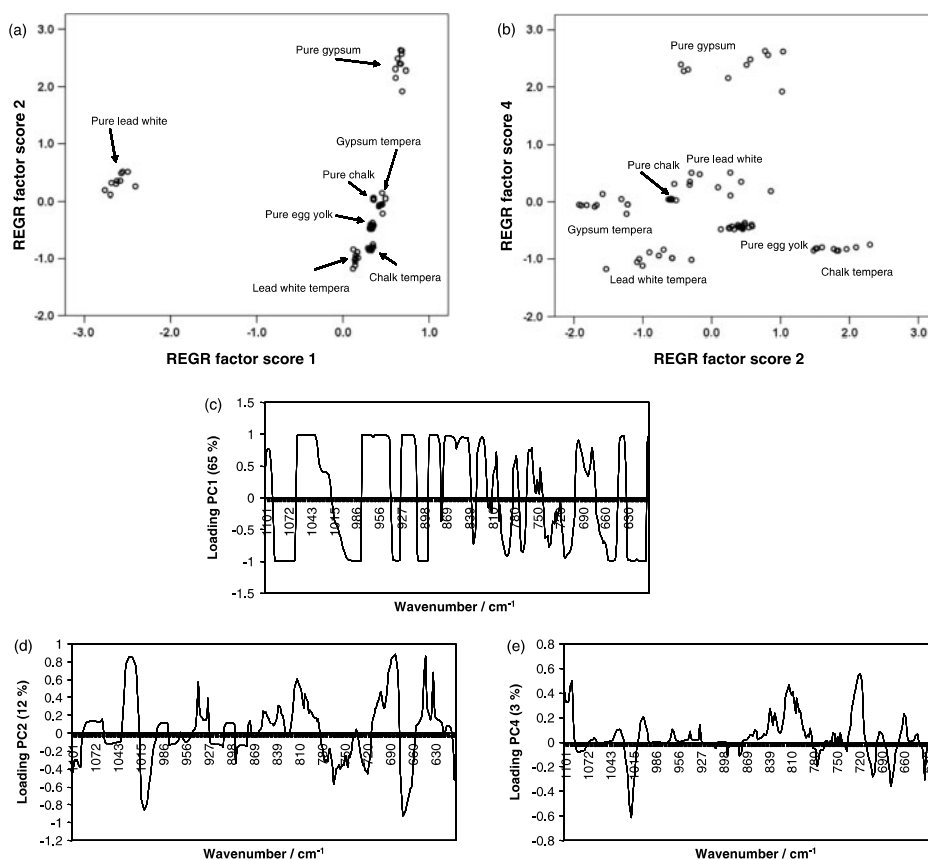 (a)
3.0
2.0
1.0
0.0
-1.0
-2.0
REGR factor score 2
Pure gypsum
Pure lead white
Gypsum tempera
Pure chalk
Pure egg yolk
Lead white tempera
Chalk tempera
-3.0 -2.0 -1.0 0.0 1.0
REGR factor score 1
(b)
3.0
2.0
1.0
0.0
-1.0
-2.0
REGR factor score 4
Pure gypsum
Pure lead white
Pure chalk
Gypsum tempera
Pure egg yolk
Lead white tempera
Chalk tempera
-2.0 -1.0 0.0 1.0 2.0 3.0
REGR factor score 2
(c)
1.5
1
0.5
0
-0.5
-1
-1.5
Loading PC1 (65 %)
1101 1072 1043 1015 986 956 927 898 869 839 810 780 750 720 690 660 630
Wavenumber / cm⁻¹
(d)
1
0.8
0.6
0.4
0.2
0
-0.2
-0.4
-0.6
-0.8
-1
-1.2
Loading PC2 (12 %)
1101 1072 1043 1015 986 956 927 898 869 839 810 780 750 720 690 660 630
Wavenumber / cm⁻¹
(e)
0.8
0.6
0.4
0.2
0
-0.2
-0.4
-0.6
-0.8
Loading PC4 (3 %)
1101 1072 1043 1015 986 956 927 898 869 839 810 780 750 720 690 660
Wavenumber / cm⁻¹